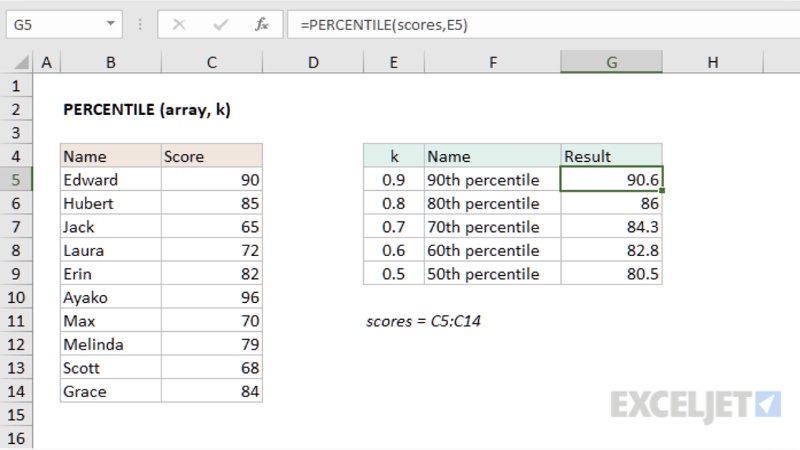 G5 fx =PERCENTILE(scores,E5)
A B C D E F G H
1
2 PERCENTILE (array, k)
3
4 Name Score k Name Result
5 Edward 90 0.9 90th percentile 90.6
6 Hubert 85 0.8 80th percentile 86
7 Jack 65 0.7 70th percentile 84.3
8 Laura 72 0.6 60th percentile 82.8
9 Erin 82 0.5 50th percentile 80.5
10 Ayako 96
11 Max 70 scores = C5:C14
12 Melinda 79
13 Scott 68
14 Grace 84
EXCELJET
15
16